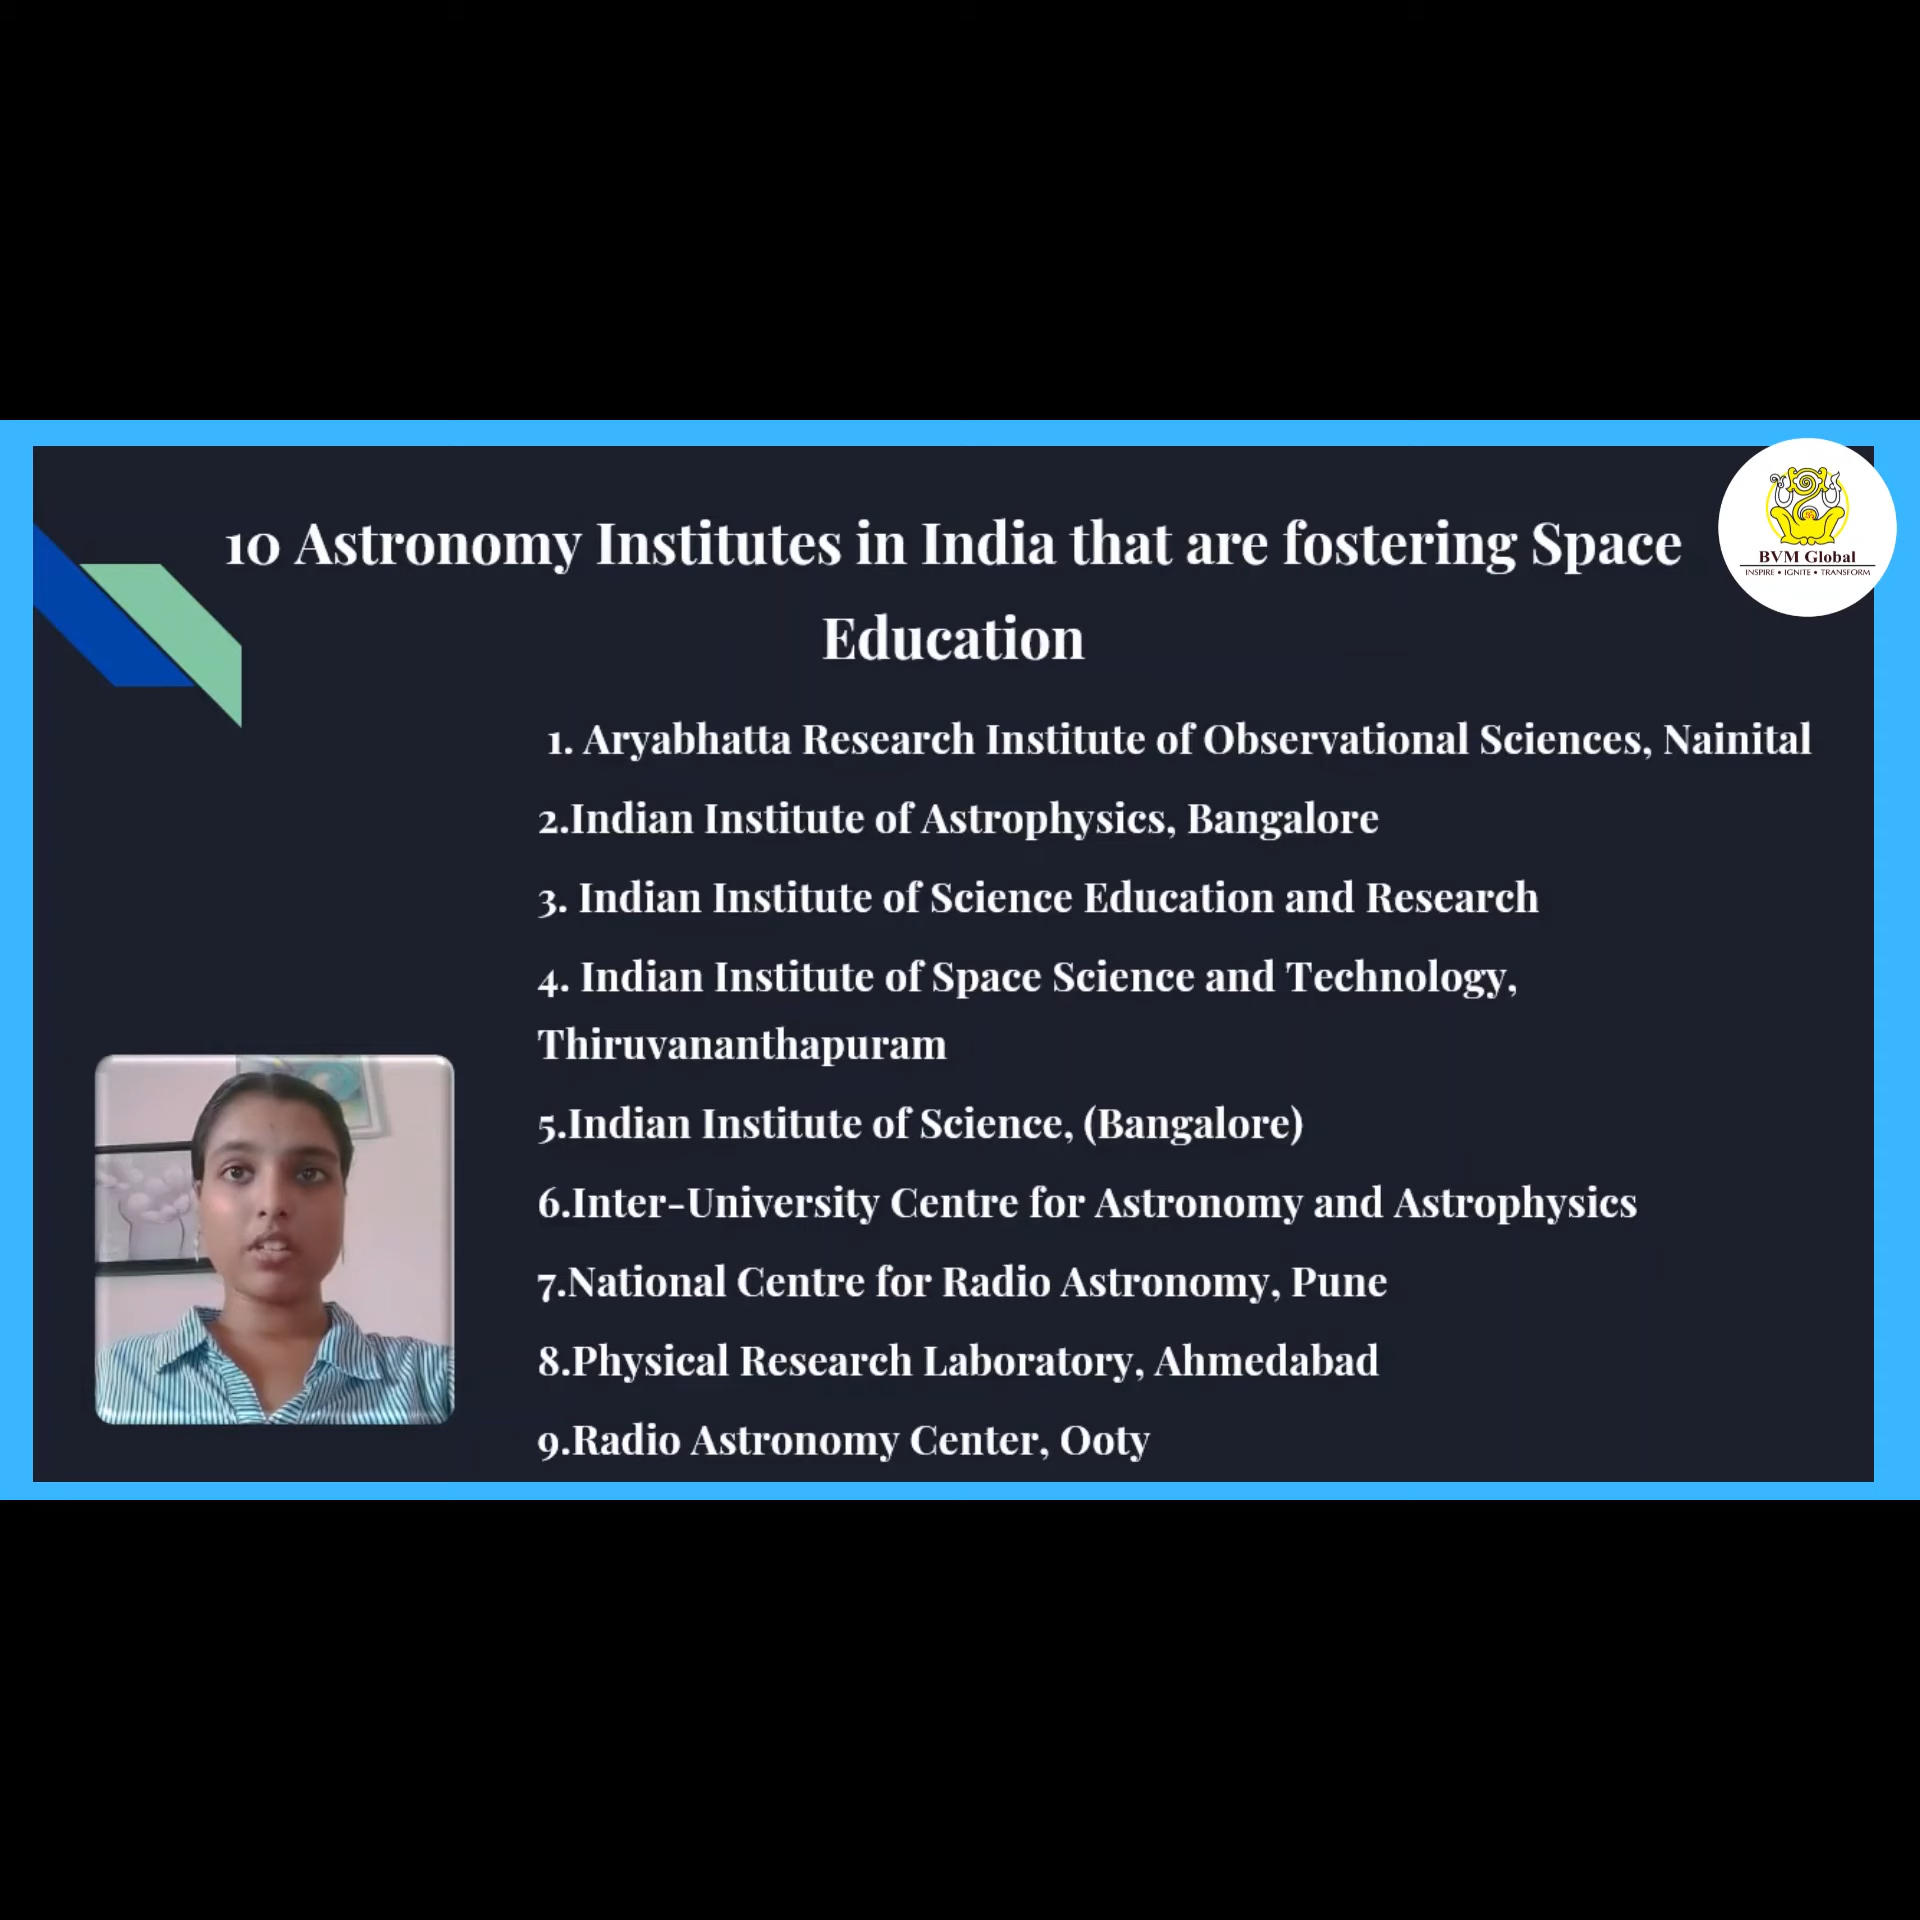 10 Astronomy Institutes in India that are fostering Space
Education
BVM Global
INSPIRE • IGNITE • TRANSFORM
1. Aryabhatta Research Institute of Observational Sciences, Nainital
2.Indian Institute of Astrophysics, Bangalore
3. Indian Institute of Science Education and Research
4. Indian Institute of Space Science and Technology,
Thiruvananthapuram
5.Indian Institute of Science, (Bangalore)
6.Inter-University Centre for Astronomy and Astrophysics
7.National Centre for Radio Astronomy, Pune
8.Physical Research Laboratory, Ahmedabad
9.Radio Astronomy Center, Ooty